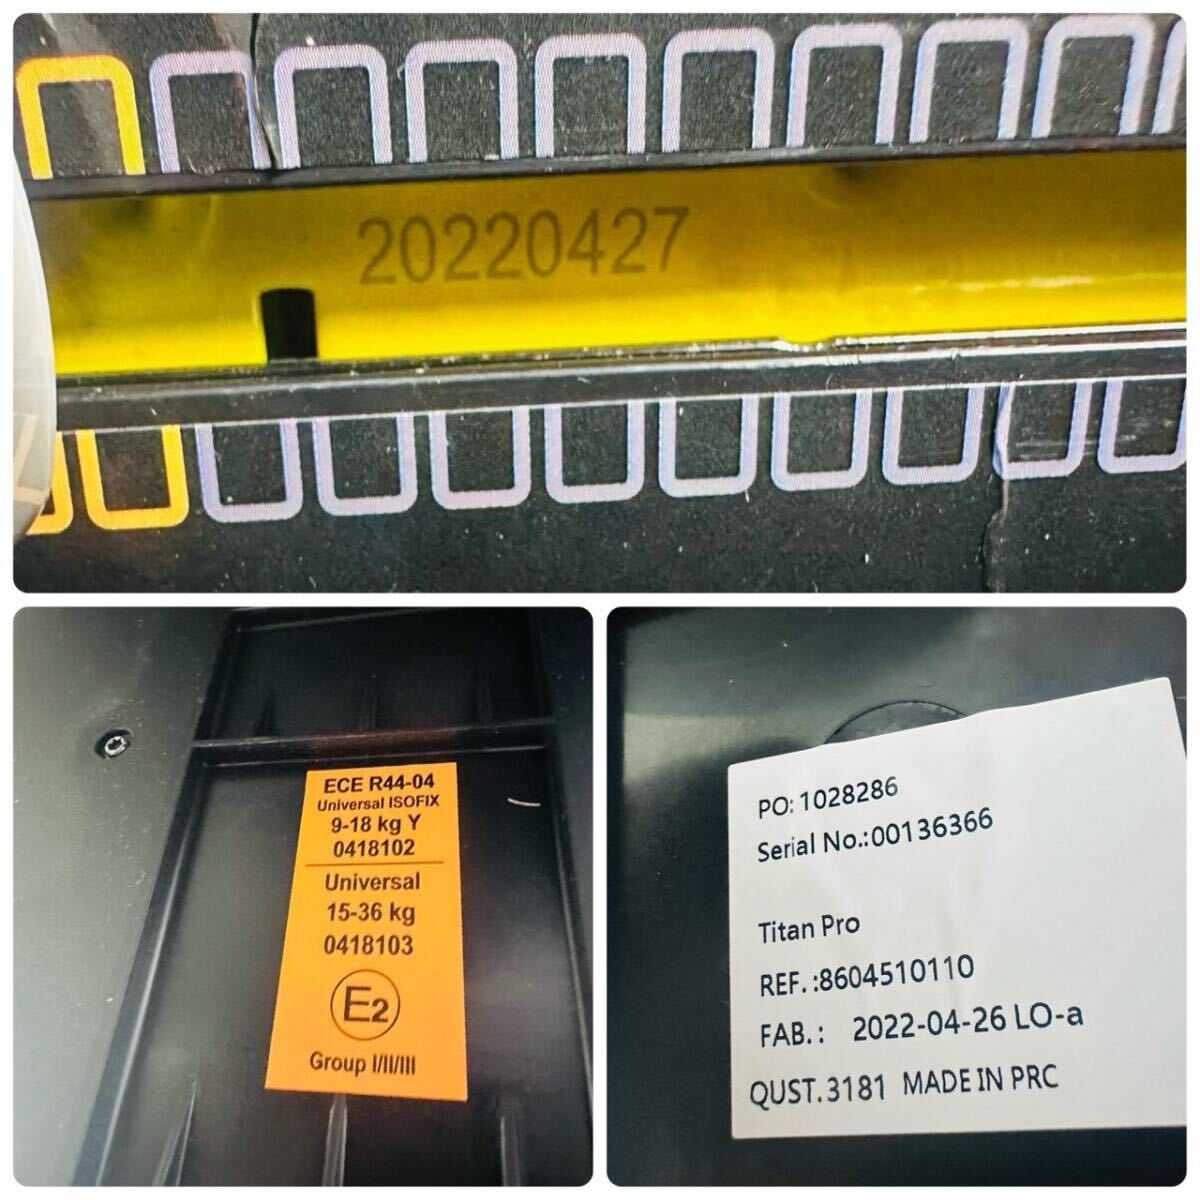 20220427
ECE R44-04
Universal ISOFIX
9-18 kg Y
0418102
Universal
15-36 kg
0418103
E2
Group I/II/III
PO: 1028286
Serial No.:00136366
Titan Pro
REF. :8604510110
FAB. : 2022-04-26 LO-a
QUST. 3181 MADE IN PRC